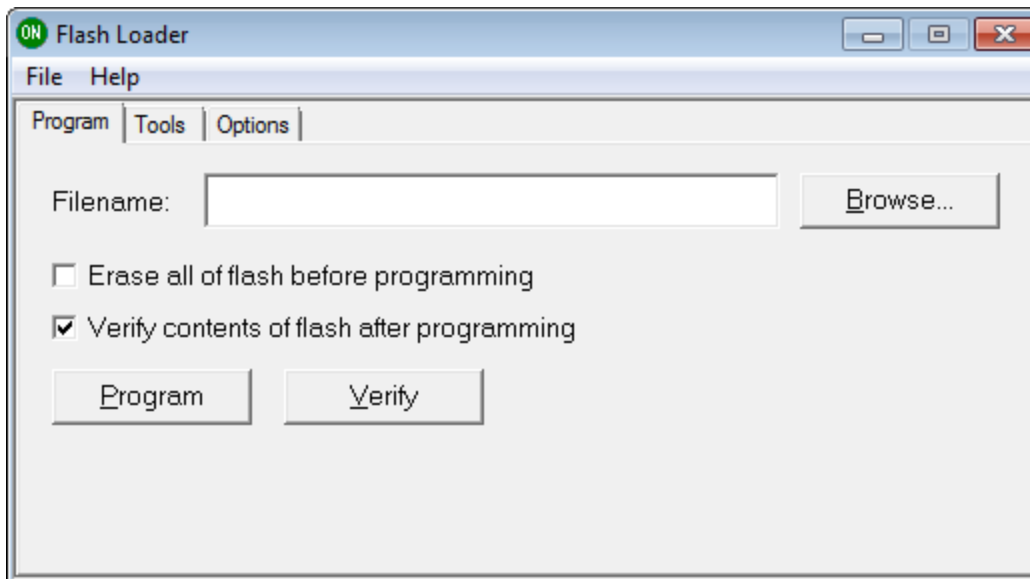 ON Flash Loader
File Help
Program Tools Options
Filename: Browse...
Erase all of flash before programming
Verify contents of flash after programming
Program Verify